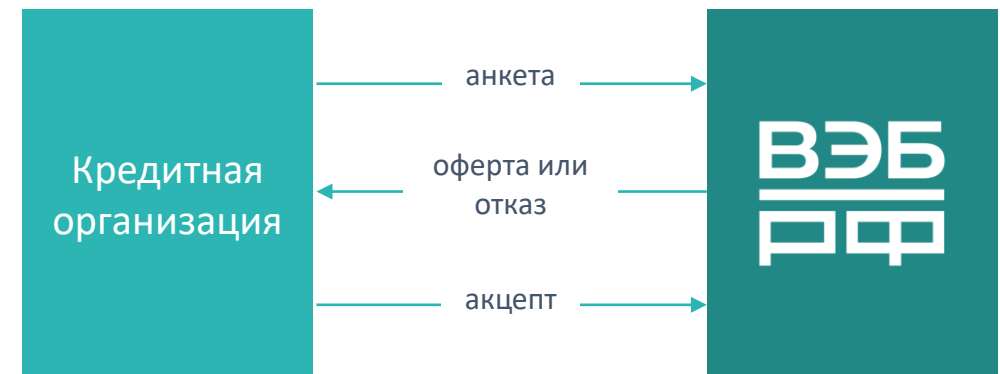 Кредитная
организация
анкета
оферта или
отказ
акцепт
ВЭБ
РФ